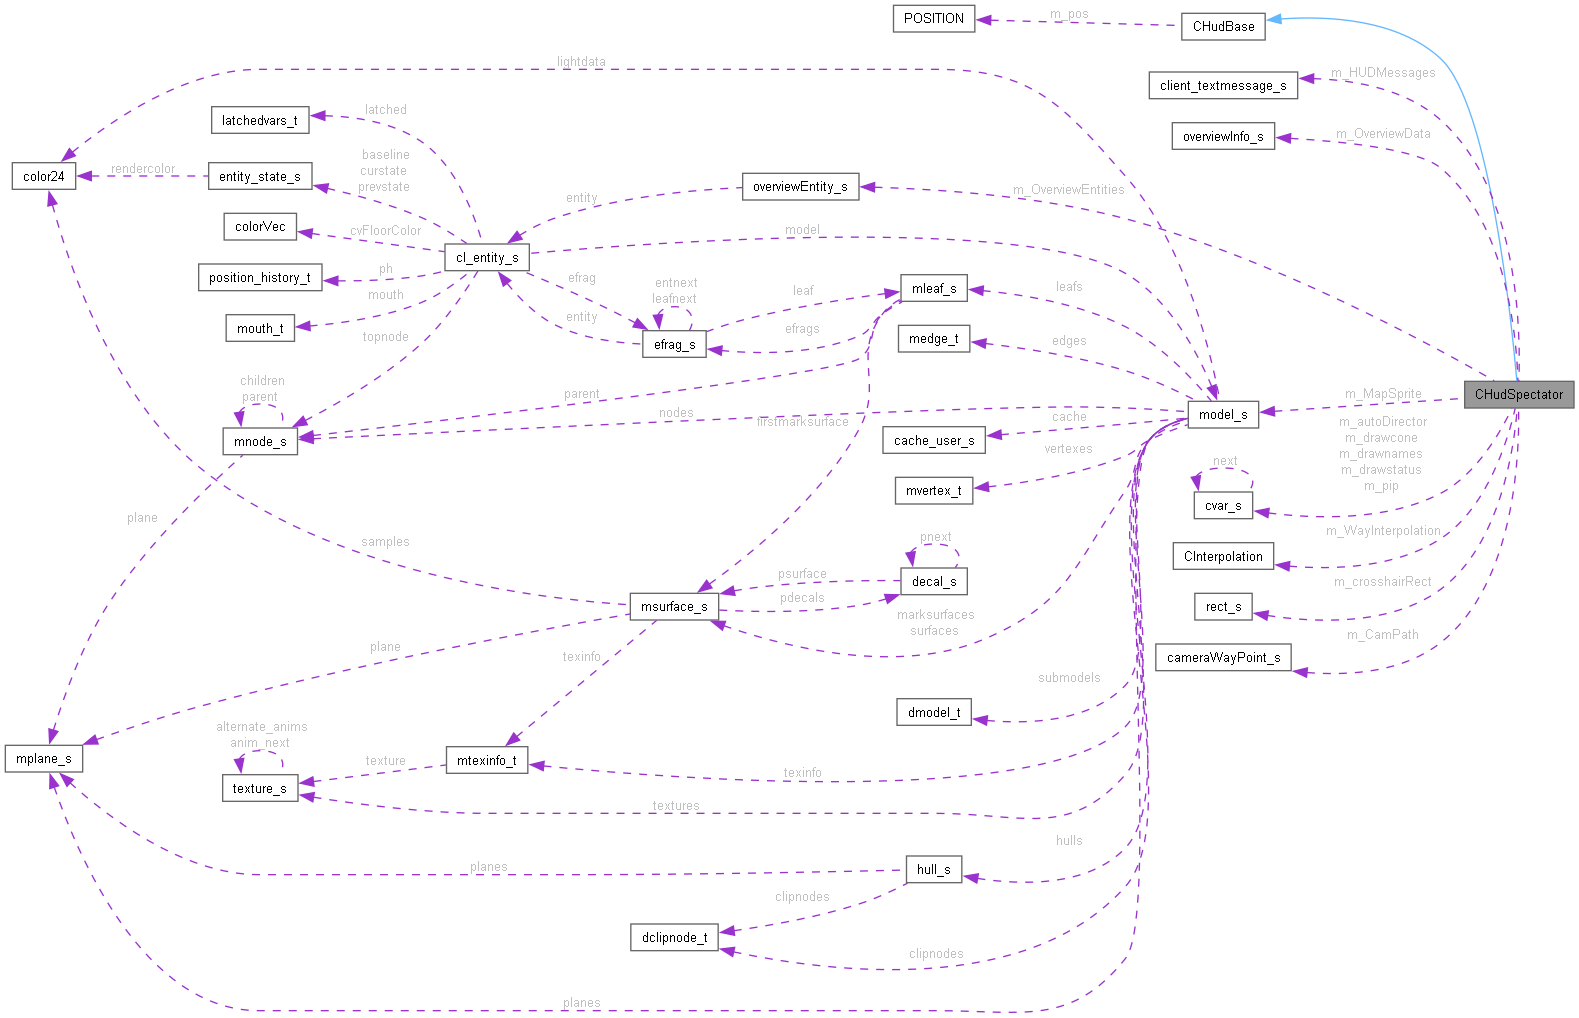 POSITION
m_pos
CHudBase
lightdata
m_HUDMessages
client_textmessage_s
latched
latchedvars_t
overviewInfo_s
m_OverviewData
baseline
curstate
prevstate
color24
rendercolor
entity_state_s
overviewEntity_s
m_OverviewEntities
entity
colorVec
cvFloorColor
model
cl_entity_s
position_history_t
ph
efrag
entnext
leafnext
leaf
mleaf_s
leafs
mouth
mouth_t
entity
efrags
topnode
efrag_s
medge_t
edges
children
parent
parent
m_MapSprite
CHudSpectator
nodes
firstmarksurface
cache
model_s
m_autoDirector
m_drawcone
m_drawnames
m_drawstatus
m_pip
mnode_s
cache_user_s
vertexes
next
mvertex_t
cvar_s
plane
samples
pnext
m_WayInterpolation
CInterpolation
psurface
decal_s
m_crosshairRect
pdecals
msurface_s
marksurfaces
surfaces
rect_s
m_CamPath
plane
texinfo
cameraWayPoint_s
submodels
dmodel_t
alternate_anims
anim_next
mplane_s
texture
mtexinfo_t
texinfo
texture_s
textures
hulls
planes
hull_s
clipnodes
dclipnode_t
clipnodes
planes